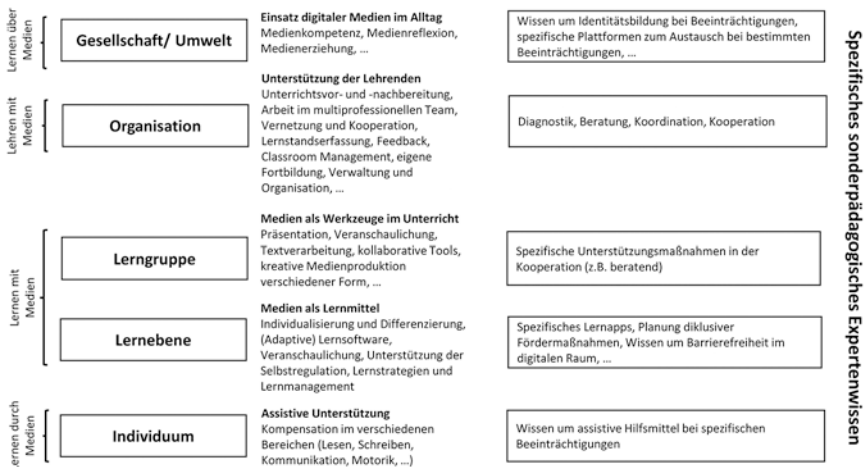 Lernen über
Medien
Gesellschaft/ Umwelt
Einsatz digitaler Medien im Alltag
Medienkompetenz, Medienreflexion,
Medienerziehung, …
Wissen um Identitätsbildung bei Beeinträchtigungen,
spezifische Plattformen zum Austausch bei bestimmten
Beeinträchtigungen, …
Lehren mit
Medien
Organisation
Unterstützung der Lehrenden
Unterrichtsvor- und -nachbereitung,
Arbeit im multiprofessionellen Team,
Vernetzung und Kooperation,
Lernstandserfassung, Feedback,
Classroom Management, eigene
Fortbildung, Verwaltung und
Organisation, …
Diagnostik, Beratung, Koordination, Kooperation
Lernen mit
Medien
Lerngruppe
Medien als Werkzeuge im Unterricht
Präsentation, Veranschaulichung,
Textverarbeitung, kollaborative Tools,
kreative Medienproduktion
verschiedener Form, …
Spezifische Unterstützungsmaßnahmen in der
Kooperation (z.B. beratend)
Lernebene
Medien als Lernmittel
Individualisierung und Differenzierung,
(Adaptive) Lernsoftware,
Veranschaulichung, Unterstützung der
Selbstregulation, Lernstrategien und
Lernmanagement
Spezifisches Lernapps, Planung diklusiver
Fördermaßnahmen, Wissen um Barrierefreiheit im
digitalen Raum, …
Lernen durch
Medien
Individuum
Assistive Unterstützung
Kompensation im verschiedenen
Bereichen (Lesen, Schreiben,
Kommunikation, Motorik, …)
Wissen um assistive Hilfsmittel bei spezifischen
Beeinträchtigungen
Spezifisches sonderpädagogisches Expertenwissen